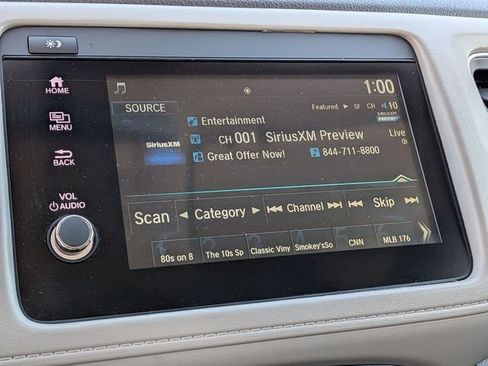 1:00
HOME
SOURCE
Featured ► SF CH 10
MENU
Entertainment
SIRIUSXM
PREVIEW
SiriusXM
CH 001 SiriusXM Preview
Live
BACK
Great Offer Now!
844-711-8800
VOL
AUDIO
Scan ◄ Category ► ⏮ Channel ⏭ ⏮ Skip ⏭
80s on 8
The 10s Sp
Classic Viny
Smokey'sSo
CNN
MLB 176